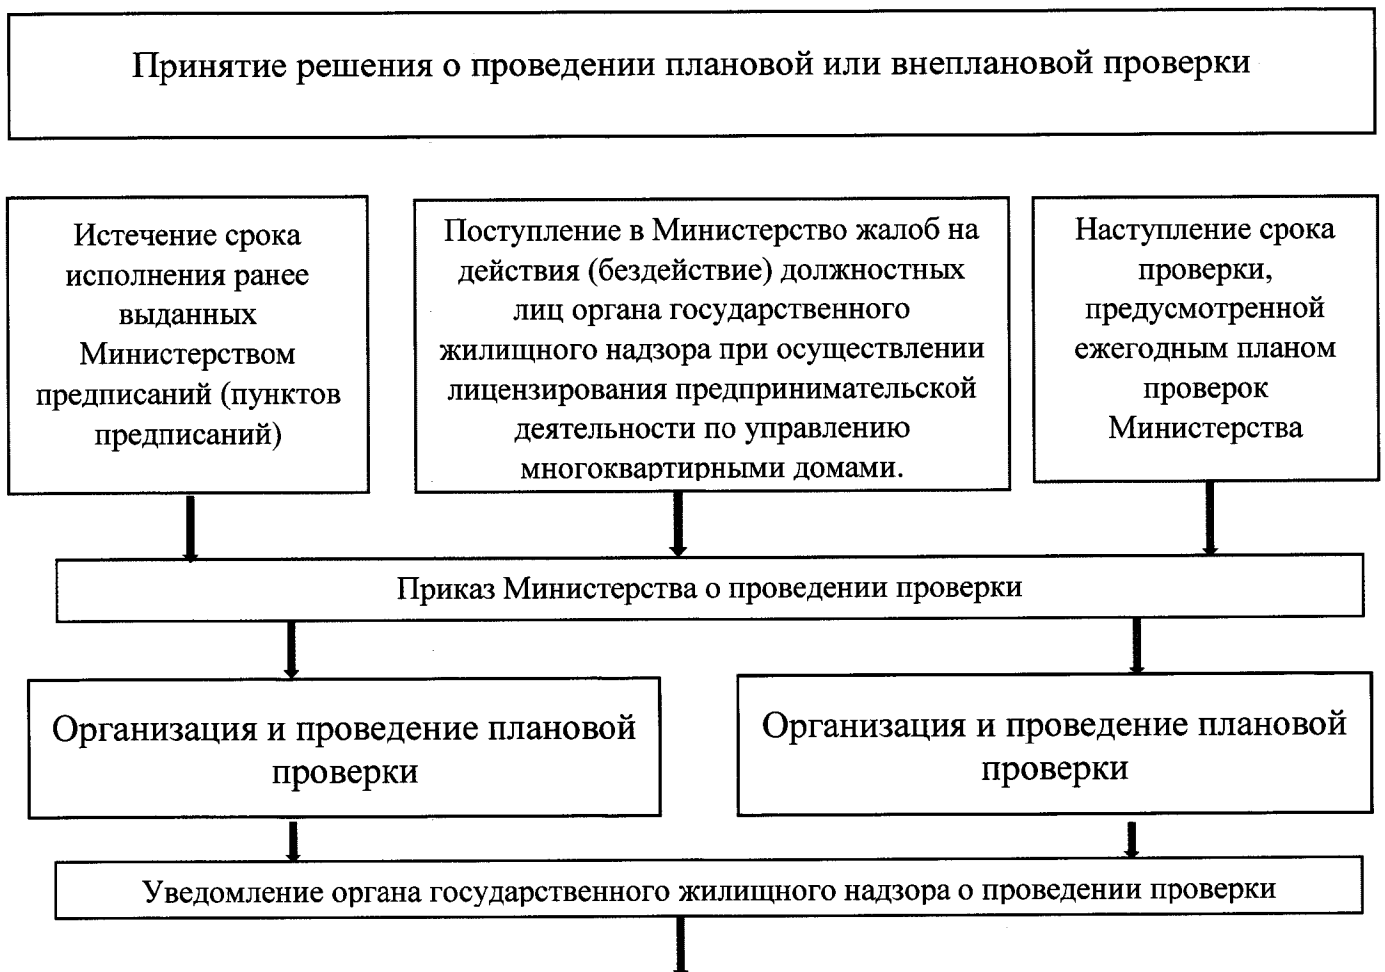 Принятие решения о проведении плановой или внеплановой проверки
Истечение срока
исполнения ранее
выданных
Министерством
предписаний (пунктов
предписаний)
Поступление в Министерство жалоб на
действия (бездействие) должностных
лиц органа государственного
жилищного надзора при осуществлении
лицензирования предпринимательской
деятельности по управлению
многоквартирными домами.
Наступление срока
проверки,
предусмотренной
ежегодным планом
проверок
Министерства
Приказ Министерства о проведении проверки
Организация и проведение плановой
проверки
Организация и проведение плановой
проверки
Уведомление органа государственного жилищного надзора о проведении проверки